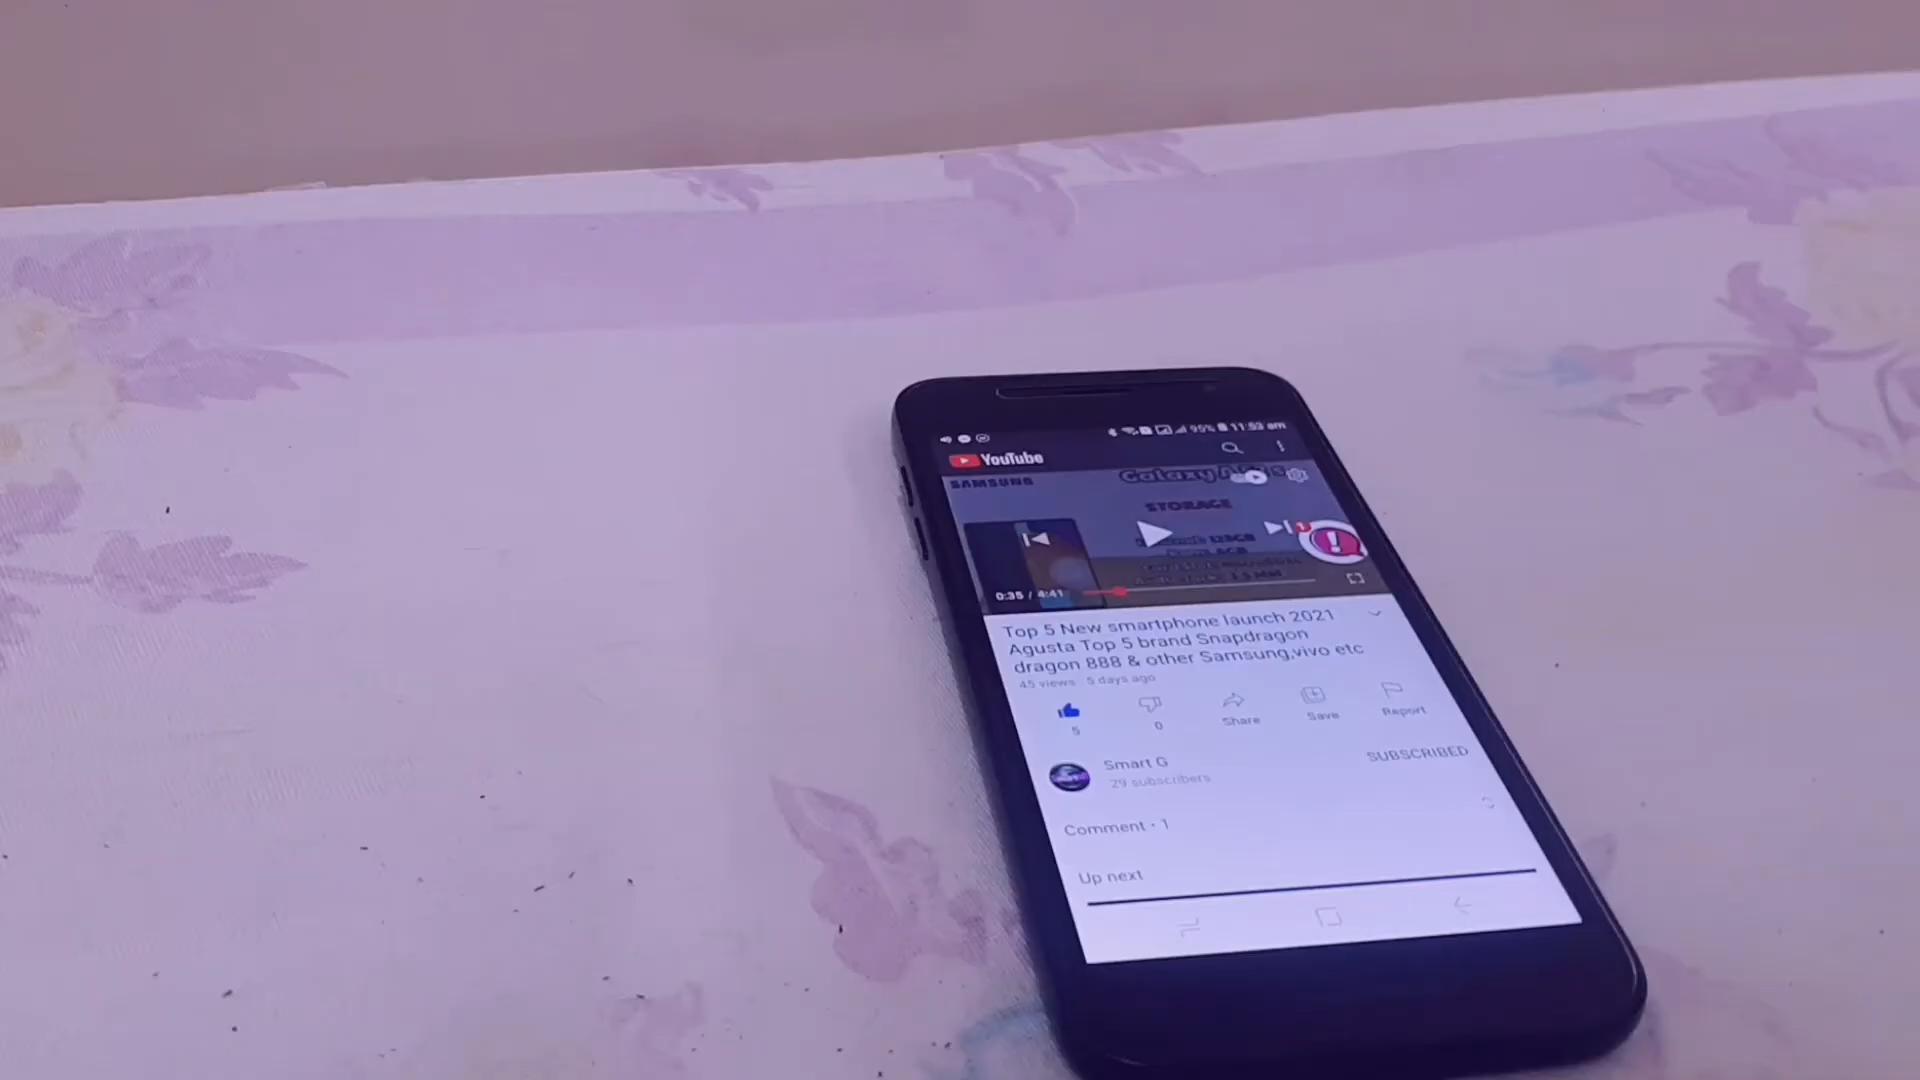 95% 11:53 am
YouTube
SAMSUNG
Galaxy
STORAGE
128GB
0:35 / 4:41
Top 5 New smartphone launch 2021
Agusta Top 5 brand Snapdragon
dragon 888 & other Samsung,vivo etc
45 views · 5 days ago
5
0
Share
Save
Report
Smart G
29 subscribers
SUBSCRIBED
Comment · 1
Up next